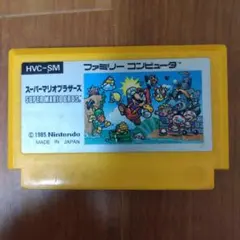 HVC-SM
ファミリー コンピュータ
スーパーマリオブラザーズ
SUPER MARIO BROS.
© 1985 Nintendo
MADE IN JAPAN